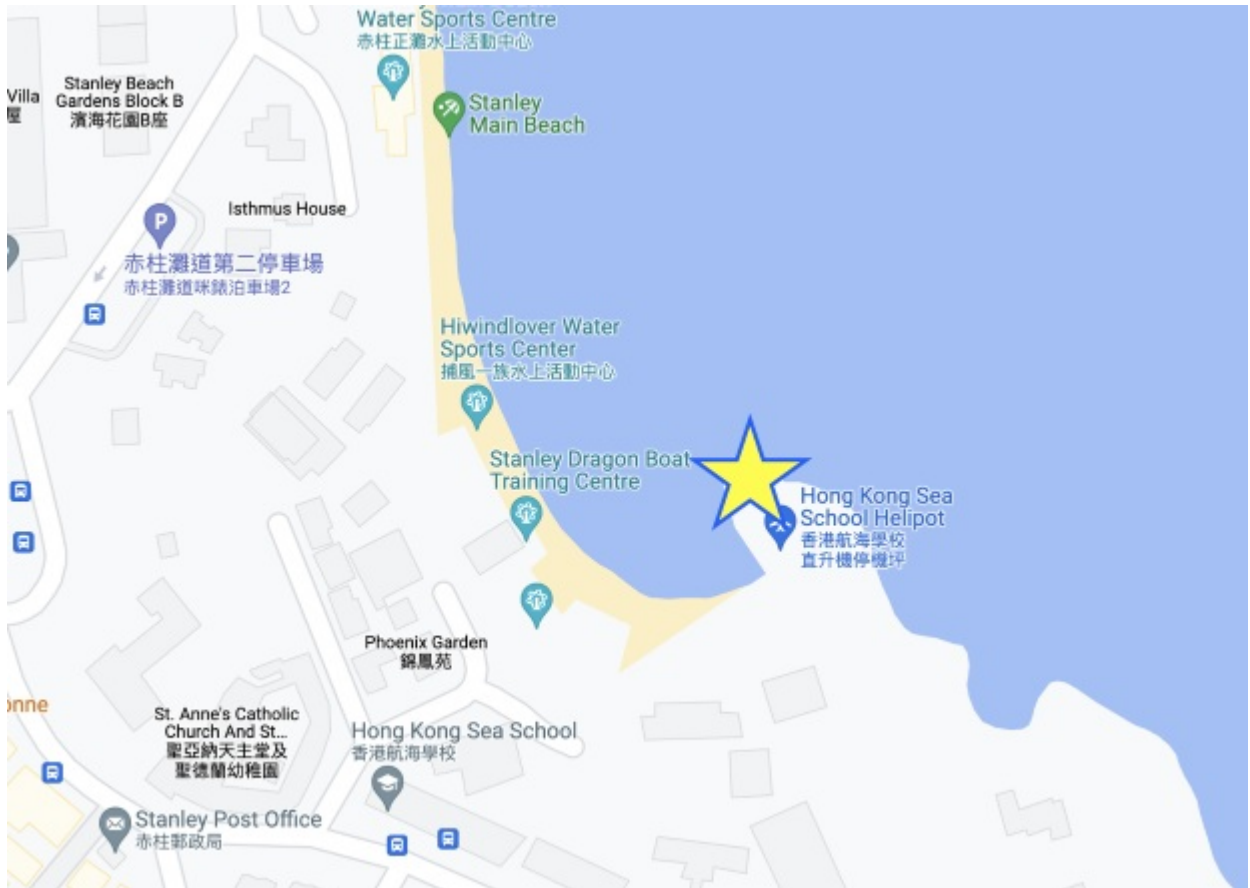 Water Sports Centre
赤柱正灘水上活動中心
Stanley Beach
Gardens Block B
濱海花園B座
Villa
屋
Stanley
Main Beach
Isthmus House
P
赤柱灘道第二停車場
赤柱灘道咪錶泊車場2
Hiwindlover Water
Sports Center
捕風一族水上活動中心
Stanley Dragon Boat
Training Centre
Hong Kong Sea
School Helipot
香港航海學校
直升機停機坪
Phoenix Garden
錦鳳苑
onne
St. Anne's Catholic
Church And St...
聖亞納天主堂及
聖德蘭幼稚園
Hong Kong Sea School
香港航海學校
Stanley Post Office
赤柱郵政局